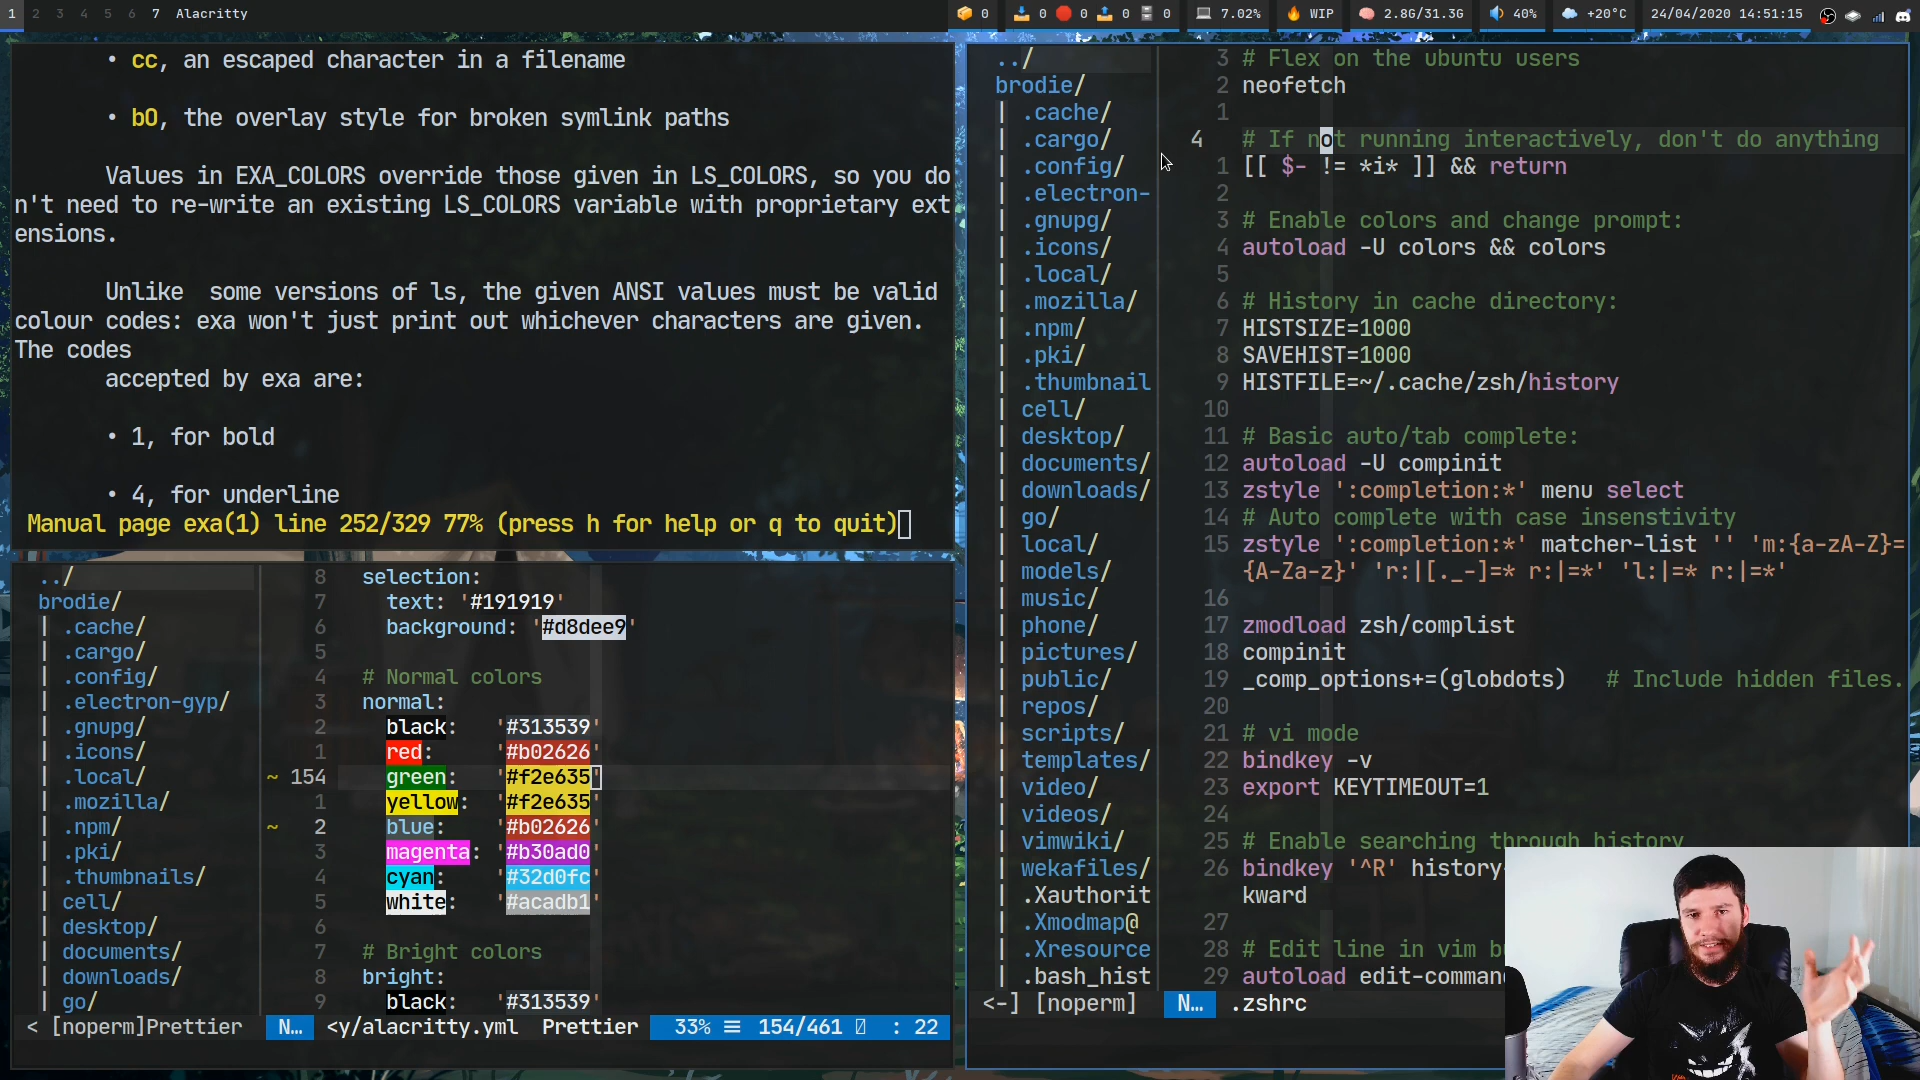 1 2 3 4 5 6 7 Alacritty
0 0 0 0 0 7.02% WIP 2.8G/31.3G 40% +20°C 24/04/2020 14:51:15
• cc, an escaped character in a filename
• bO, the overlay style for broken symlink paths
Values in EXA_COLORS override those given in LS_COLORS, so you do
n't need to re-write an existing LS_COLORS variable with proprietary ext
ensions.
Unlike  some versions of ls, the given ANSI values must be valid
colour codes: exa won't just print out whichever characters are given.
The codes
accepted by exa are:
• 1, for bold
• 4, for underline
Manual page exa(1) line 252/329 77% (press h for help or q to quit)
../
brodie/
| .cache/
| .cargo/
| .config/
| .electron-gyp/
| .gnupg/
| .icons/
| .local/
| .mozilla/
| .npm/
| .pki/
| .thumbnails/
| cell/
| desktop/
| documents/
| downloads/
| go/
8 selection:
7 text: '#191919'
6 background: '#d8dee9'
5
4 # Normal colors
3 normal:
2 black: '#313539'
1 red: '#b02626'
~ 154 green: '#f2e635'
1 yellow: '#f2e635'
~ 2 blue: '#b02626'
3 magenta: '#b30ad0'
4 cyan: '#32d0fc'
5 white: '#acadb1'
6
7 # Bright colors
8 bright:
9 black: '#313539'
< [noperm]Prettier N… <y/alacritty.yml Prettier 33% ≡ 154/461 : 22
../
brodie/
| .cache/
| .cargo/
| .config/
| .electron-
| .gnupg/
| .icons/
| .local/
| .mozilla/
| .npm/
| .pki/
| .thumbnail
| cell/
| desktop/
| documents/
| downloads/
| go/
| local/
| models/
| music/
| phone/
| pictures/
| public/
| repos/
| scripts/
| templates/
| video/
| videos/
| vimwiki/
| wekafiles/
| .Xauthorit
| .Xmodmap@
| .Xresource
| .bash_hist
3 # Flex on the ubuntu users
2 neofetch
1
4 # If not running interactively, don't do anything
1 [[ $- != *i* ]] && return
2
3 # Enable colors and change prompt:
4 autoload -U colors && colors
5
6 # History in cache directory:
7 HISTSIZE=1000
8 SAVEHIST=1000
9 HISTFILE=~/.cache/zsh/history
10
11 # Basic auto/tab complete:
12 autoload -U compinit
13 zstyle ':completion:*' menu select
14 # Auto complete with case insenstivity
15 zstyle ':completion:*' matcher-list '' 'm:{a-zA-Z}=
{A-Za-z}' 'r:|[._-]=* r:|=*' 'l:|=* r:|=*'
16
17 zmodload zsh/complist
18 compinit
19 _comp_options+=(globdots)   # Include hidden files.
20
21 # vi mode
22 bindkey -v
23 export KEYTIMEOUT=1
24
25 # Enable searching through history
26 bindkey '^R' history-
kward
27
28 # Edit line in vim b
29 autoload edit-comman
<-] [noperm] N… .zshrc